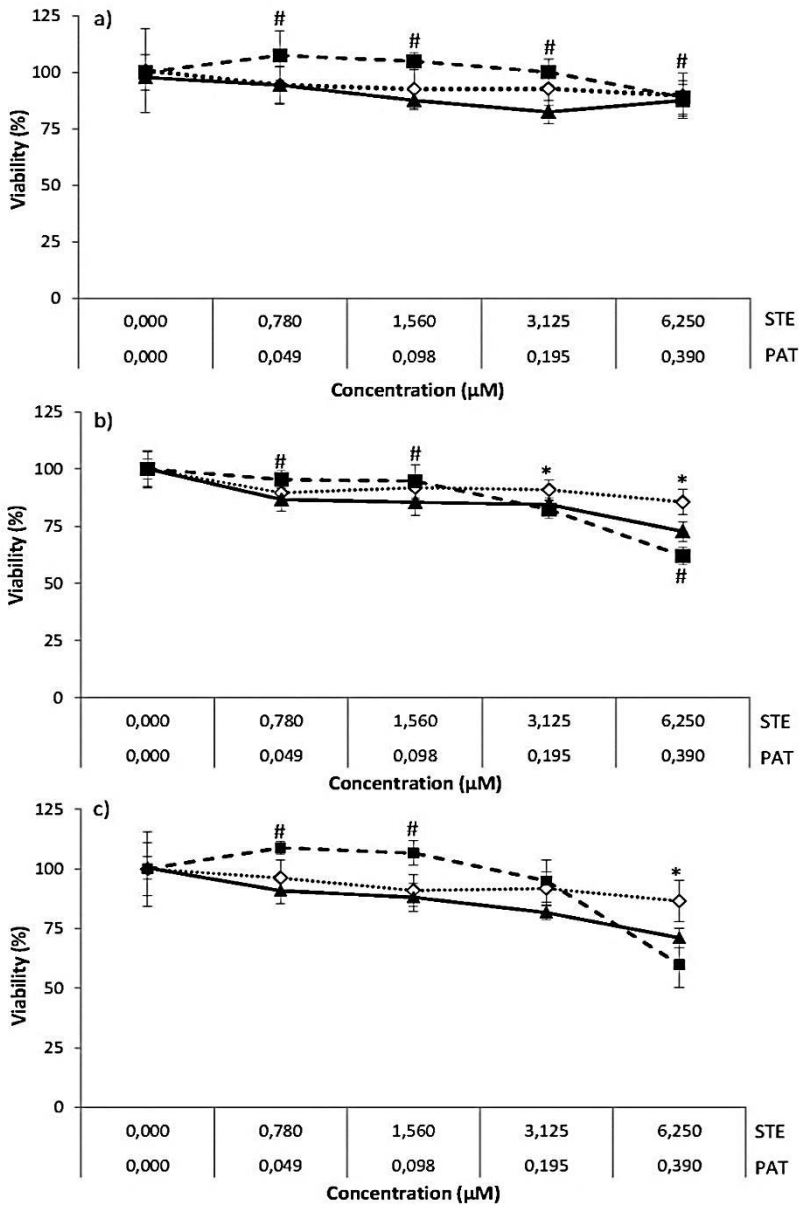 a)
125
#
#
#
#
100
75
50
25
0
Viability (%)
0,000 0,780 1,560 3,125 6,250 STE
0,000 0,049 0,098 0,195 0,390 PAT
Concentration (µM)
b)
125
#
#
*
*
100
75
#
50
25
0
Viability (%)
0,000 0,780 1,560 3,125 6,250 STE
0,000 0,049 0,098 0,195 0,390 PAT
Concentration (µM)
c)
125
#
#
*
100
75
50
25
0
Viability (%)
0,000 0,780 1,560 3,125 6,250 STE
0,000 0,049 0,098 0,195 0,390 PAT
Concentration (µM)